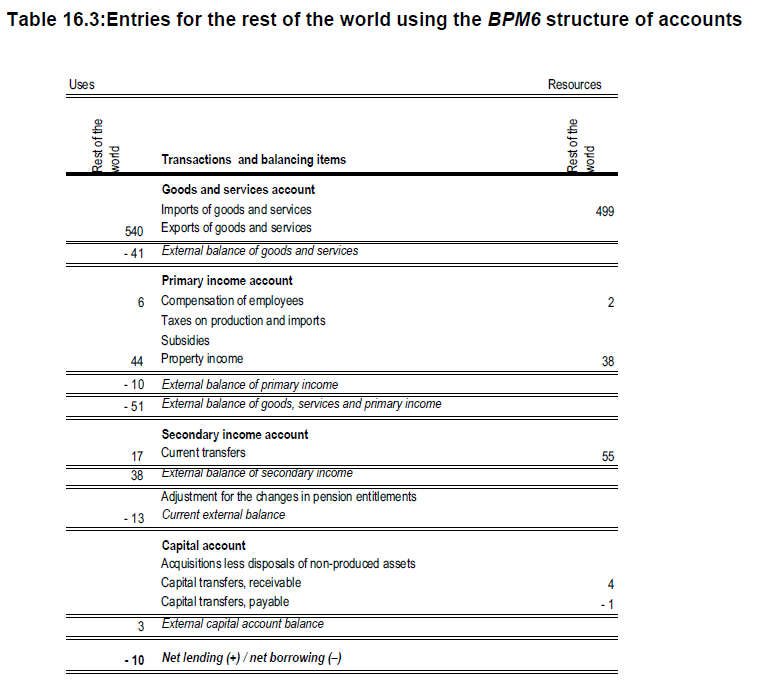 Table 16.3:Entries for the rest of the world using the BPM6 structure of accounts
Uses Resources
Rest of the world Transactions and balancing items Rest of the world
Goods and services account
Imports of goods and services 499
540 Exports of goods and services
- 41 External balance of goods and services
Primary income account
6 Compensation of employees 2
Taxes on production and imports
Subsidies
44 Property income 38
- 10 External balance of primary income
- 51 External balance of goods, services and primary income
Secondary income account
17 Current transfers 55
38 External balance of secondary income
Adjustment for the changes in pension entitlements
- 13 Current external balance
Capital account
Acquisitions less disposals of non-produced assets
Capital transfers, receivable 4
Capital transfers, payable - 1
3 External capital account balance
- 10 Net lending (+) / net borrowing (–)